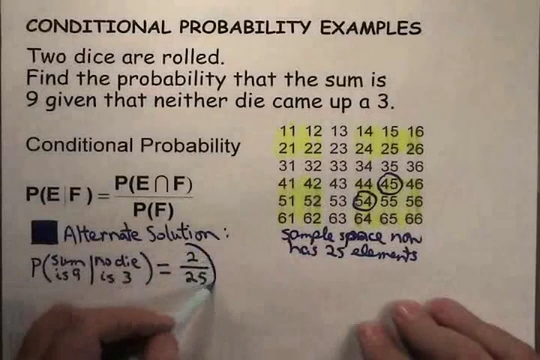 CONDITIONAL PROBABILITY EXAMPLES
Two dice are rolled.
Find the probability that the sum is
9 given that neither die came up a 3.
Conditional Probability
P(E|F) = P(E∩F) / P(F)
11 12 13 14 15 16
21 22 23 24 25 26
31 32 33 34 35 36
41 42 43 44 45 46
51 52 53 54 55 56
61 62 63 64 65 66
Alternate Solution:
P(sum is 9 | no die is 3) = 2/25
sample space now
has 25 elements